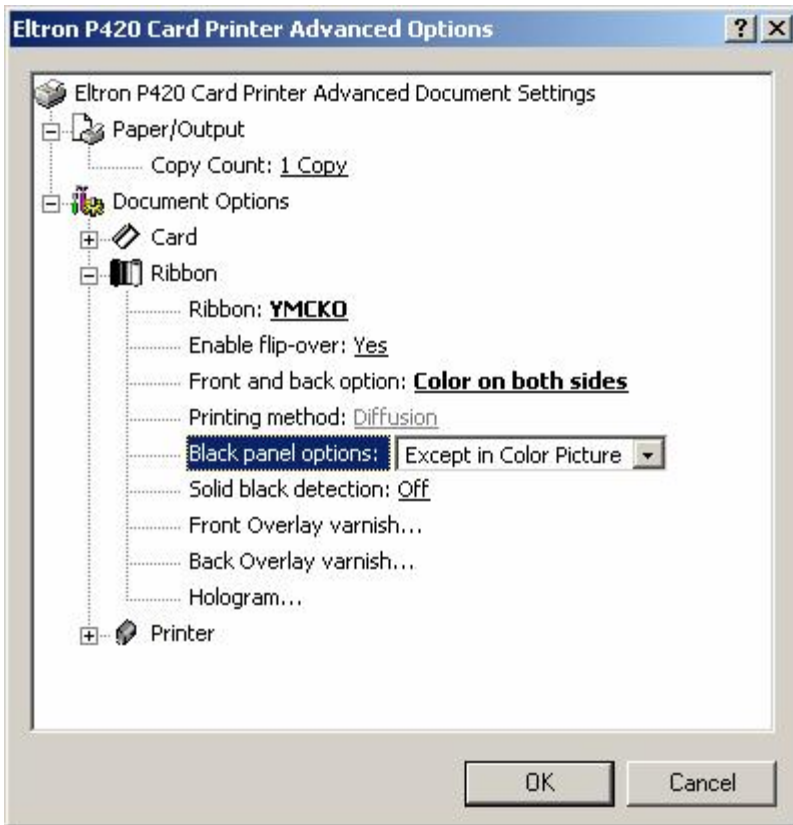 Eltron P420 Card Printer Advanced Options
Eltron P420 Card Printer Advanced Document Settings
Paper/Output
Copy Count: 1 Copy
Document Options
Card
Ribbon
Ribbon: YMCKO
Enable flip-over: Yes
Front and back option: Color on both sides
Printing method: Diffusion
Black panel options: Except in Color Picture
Solid black detection: Off
Front Overlay varnish...
Back Overlay varnish...
Hologram...
Printer
OK Cancel